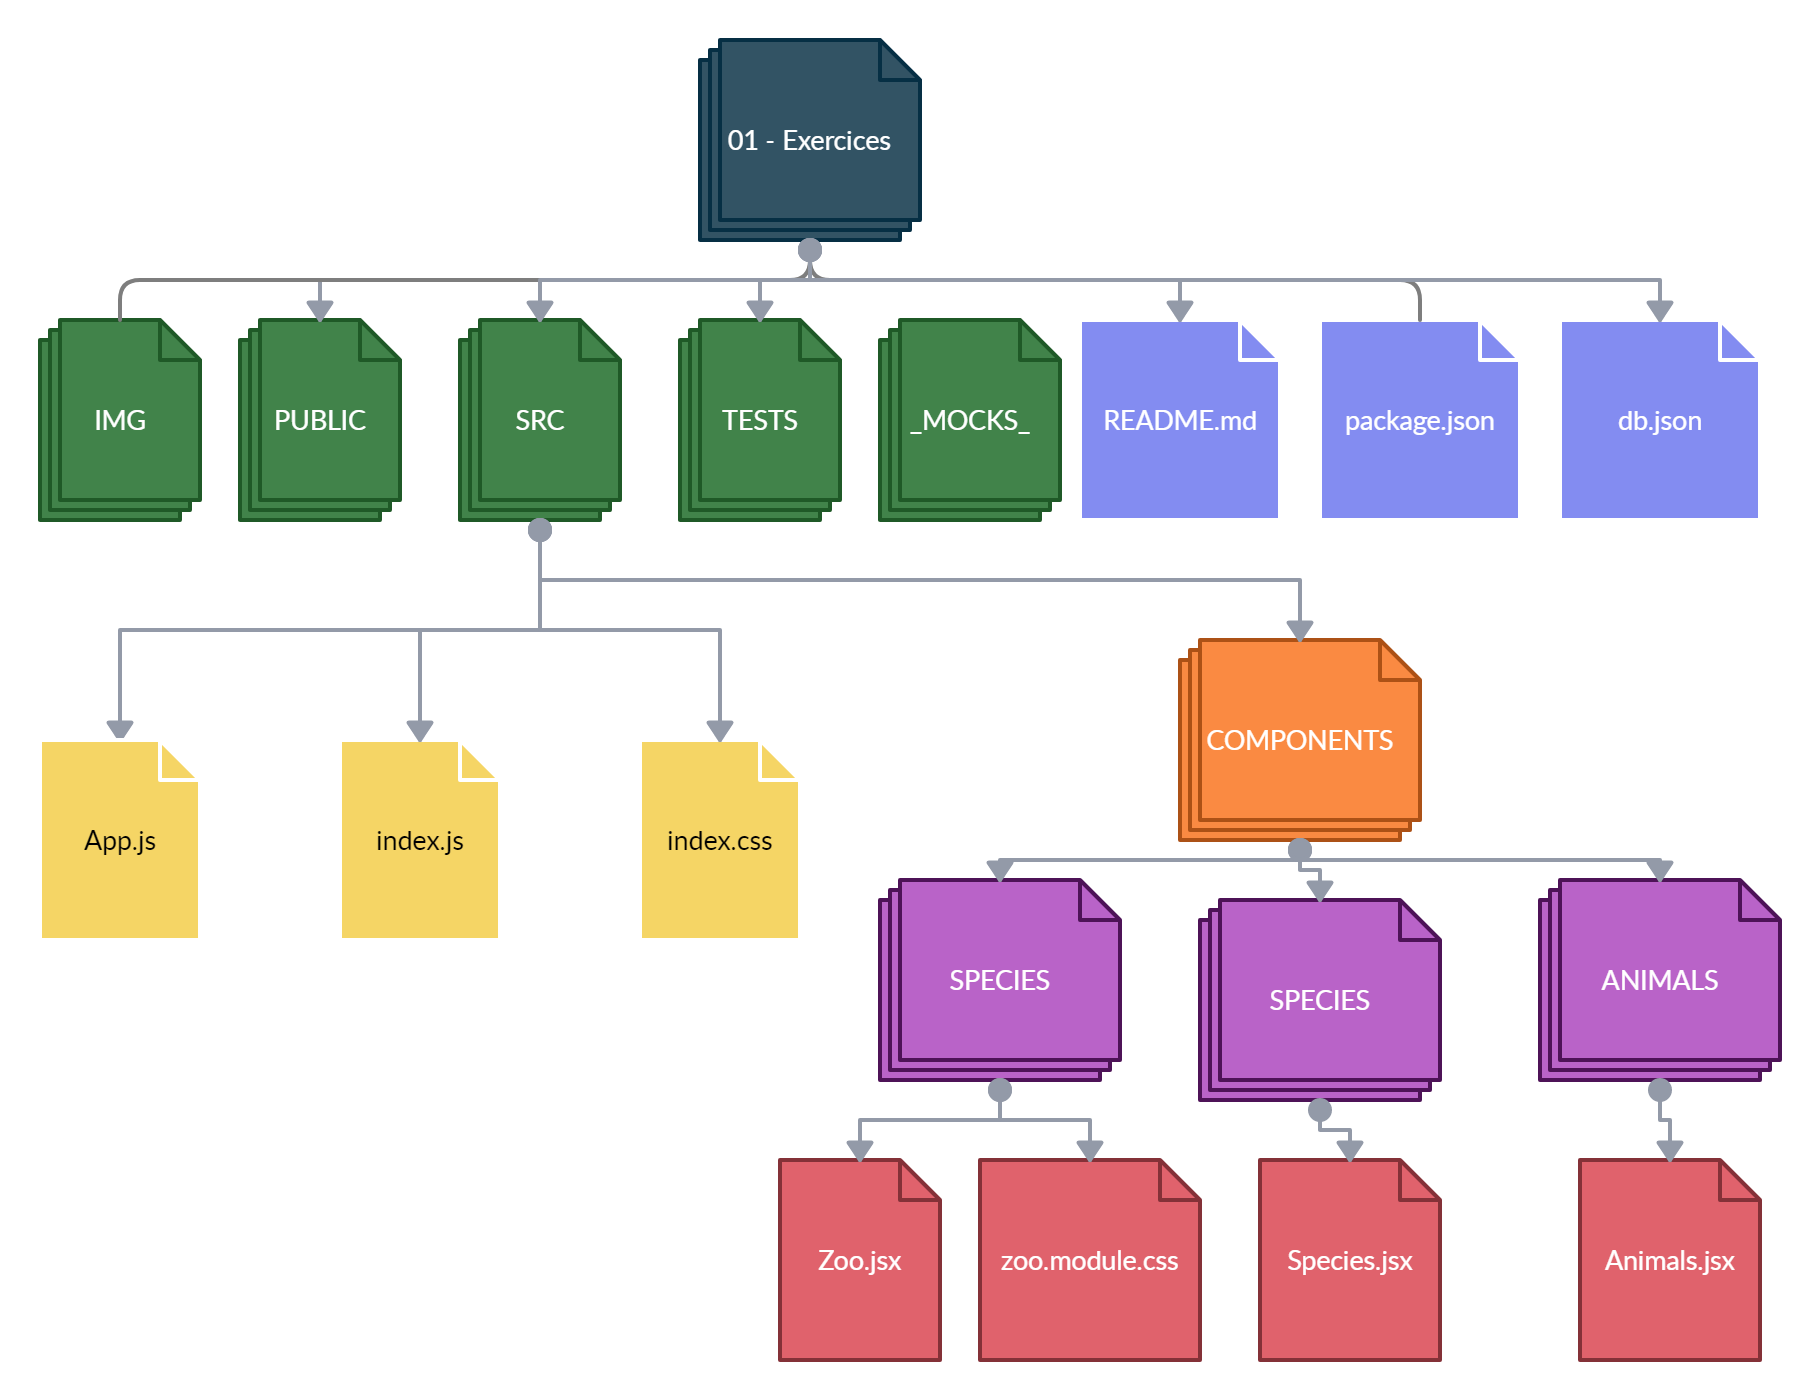 01 - Exercices
IMG
PUBLIC
SRC
TESTS
_MOCKS_
README.md
package.json
db.json
COMPONENTS
App.js
index.js
index.css
SPECIES
SPECIES
ANIMALS
Zoo.jsx
zoo.module.css
Species.jsx
Animals.jsx